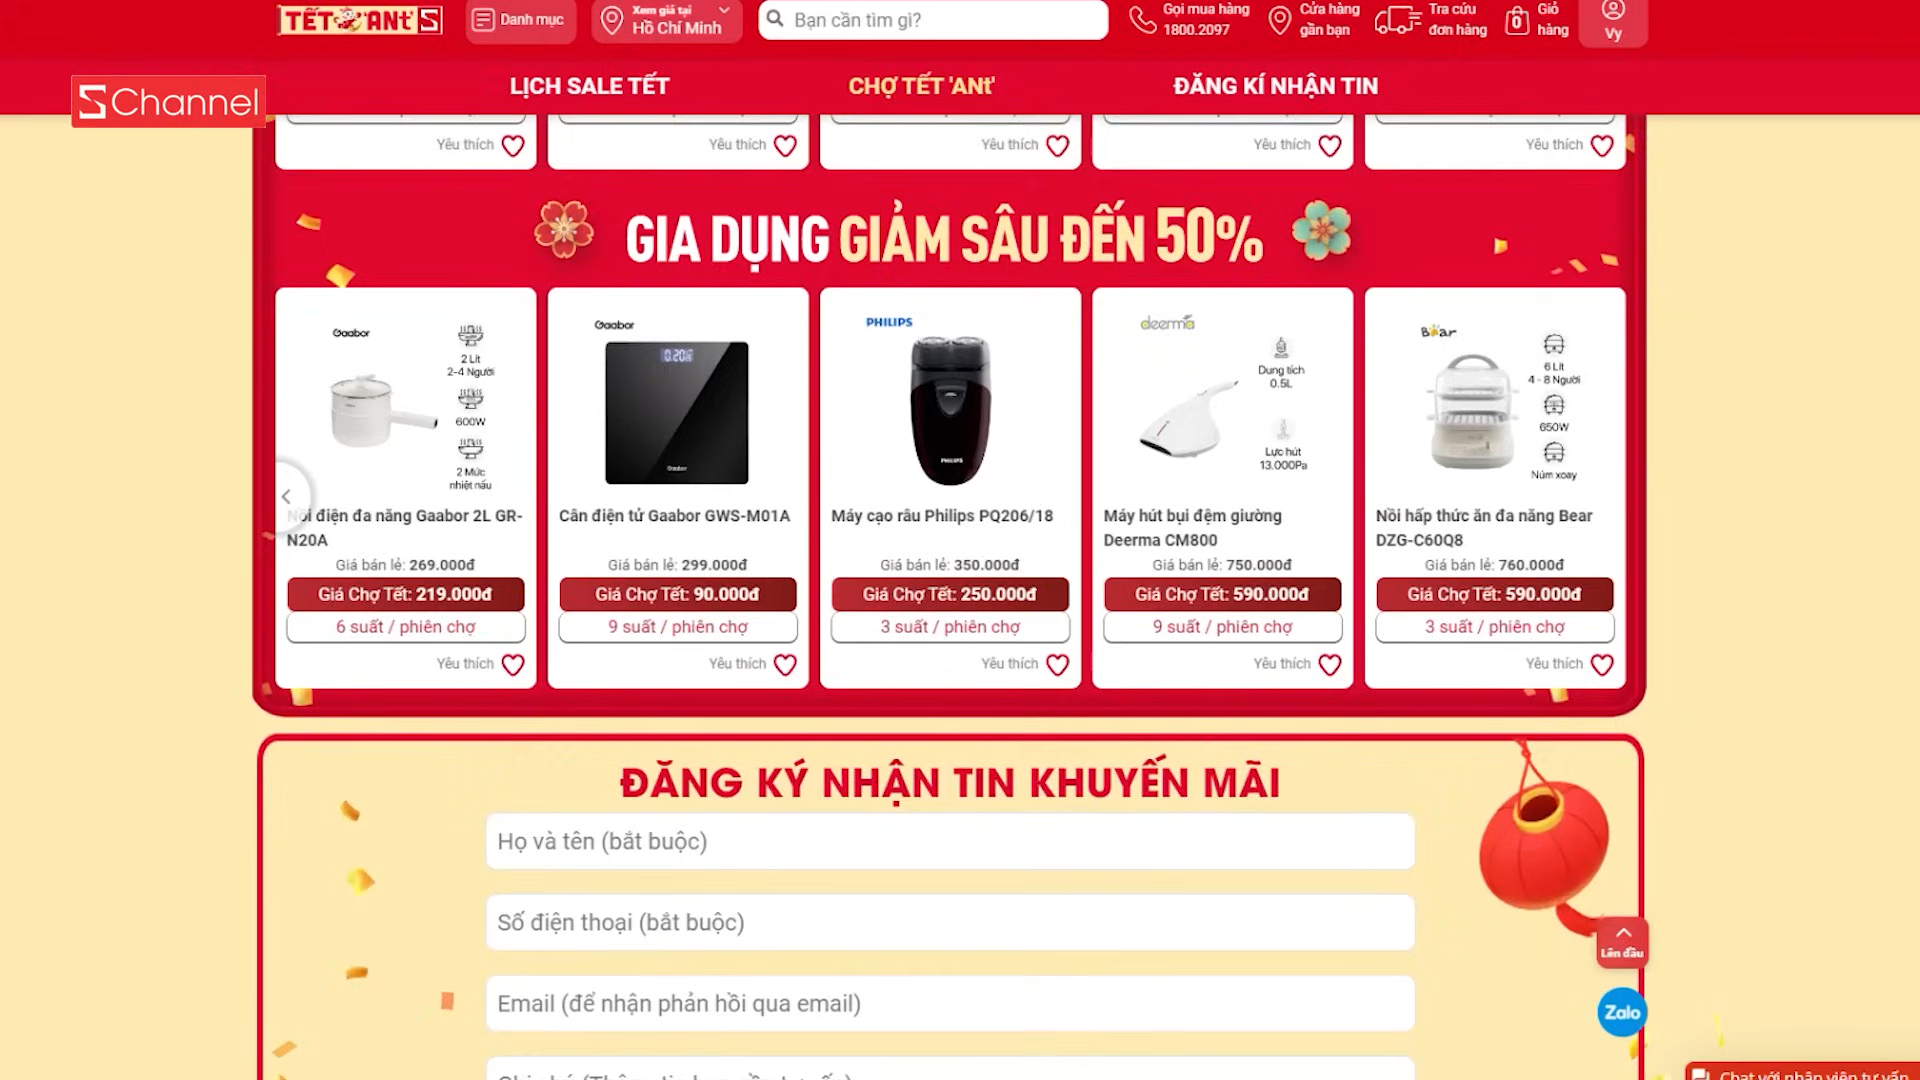 TẾT ANt S
Danh mục
Xem giá tại
Hồ Chí Minh
Bạn cần tìm gì?
Gọi mua hàng
1800.2097
Cửa hàng
gần bạn
Tra cứu
đơn hàng
0
Giỏ
hàng
Vy
S Channel
LỊCH SALE TẾT
CHỢ TẾT 'ANt'
ĐĂNG KÍ NHẬN TIN
Yêu thích
Yêu thích
Yêu thích
Yêu thích
Yêu thích
GIA DỤNG GIẢM SÂU ĐẾN 50%
Gaabor
2 Lít
2-4 Người
600W
2 Mức
nhiệt nấu
Nồi điện đa năng Gaabor 2L GR-
N20A
Giá bán lẻ: 269.000đ
Giá Chợ Tết: 219.000đ
6 suất / phiên chợ
Yêu thích
Gaabor
0.20
Gaabor
Cân điện tử Gaabor GWS-M01A
Giá bán lẻ: 299.000đ
Giá Chợ Tết: 90.000đ
9 suất / phiên chợ
Yêu thích
PHILIPS
PHILIPS
Máy cạo râu Philips PQ206/18
Giá bán lẻ: 350.000đ
Giá Chợ Tết: 250.000đ
3 suất / phiên chợ
Yêu thích
deerma
Dung tích
0.5L
Lực hút
13.000Pa
Máy hút bụi đệm giường
Deerma CM800
Giá bán lẻ: 750.000đ
Giá Chợ Tết: 590.000đ
9 suất / phiên chợ
Yêu thích
Bear
6 Lít
4 - 8 Người
650W
Núm xoay
Nồi hấp thức ăn đa năng Bear
DZG-C60Q8
Giá bán lẻ: 760.000đ
Giá Chợ Tết: 590.000đ
3 suất / phiên chợ
Yêu thích
ĐĂNG KÝ NHẬN TIN KHUYẾN MÃI
Họ và tên (bắt buộc)
Số điện thoại (bắt buộc)
Email (để nhận phản hồi qua email)
Lên đầu
Zalo
Chat với nhân viên tư vấn